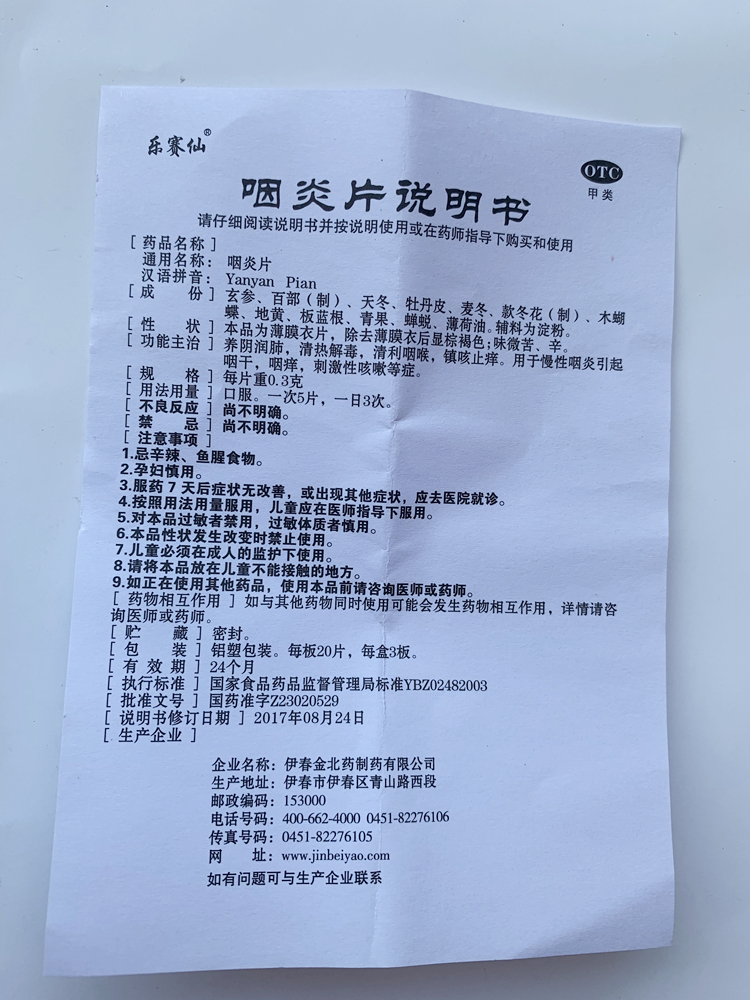 乐赛仙®
OTC
甲类
咽炎片说明书
请仔细阅读说明书并按说明使用或在药师指导下购买和使用
[ 药品名称 ]
通用名称: 咽炎片
汉语拼音: Yanyan Pian
[ 成 份 ] 玄参、百部(制)、天冬、牡丹皮、麦冬、款冬花(制)、木蝴
蝶、地黄、板蓝根、青果、蝉蜕、薄荷油。辅料为淀粉。
[ 性 状 ] 本品为薄膜衣片,除去薄膜衣后显棕褐色;味微苦、辛。
[ 功能主治 ] 养阴润肺,清热解毒,清利咽喉,镇咳止痒。用于慢性咽炎引起
咽干,咽痒,刺激性咳嗽等症。
[ 规 格 ] 每片重0.3克
[ 用法用量 ] 口服。一次5片,一日3次。
[ 不良反应 ] 尚不明确。
[ 禁 忌 ] 尚不明确。
[ 注意事项 ]
1.忌辛辣、鱼腥食物。
2.孕妇慎用。
3.服药 7 天后症状无改善,或出现其他症状,应去医院就诊。
4.按照用法用量服用,儿童应在医师指导下服用。
5.对本品过敏者禁用,过敏体质者慎用。
6.本品性状发生改变时禁止使用。
7.儿童必须在成人的监护下使用。
8.请将本品放在儿童不能接触的地方。
9.如正在使用其他药品,使用本品前请咨询医师或药师。
[ 药物相互作用 ] 如与其他药物同时使用可能会发生药物相互作用,详情请咨
询医师或药师。
[ 贮 藏 ] 密封。
[ 包 装 ] 铝塑包装。每板20片,每盒3板。
[ 有 效 期 ] 24个月
[ 执行标准 ] 国家食品药品监督管理局标准YBZ02482003
[ 批准文号 ] 国药准字Z23020529
[ 说明书修订日期 ] 2017年08月24日
[ 生产企业 ]
企业名称: 伊春金北药制药有限公司
生产地址: 伊春市伊春区青山路西段
邮政编码: 153000
电话号码: 400-662-4000 0451-82276106
传真号码: 0451-82276105
网 址: www.jinbeiyao.com
如有问题可与生产企业联系